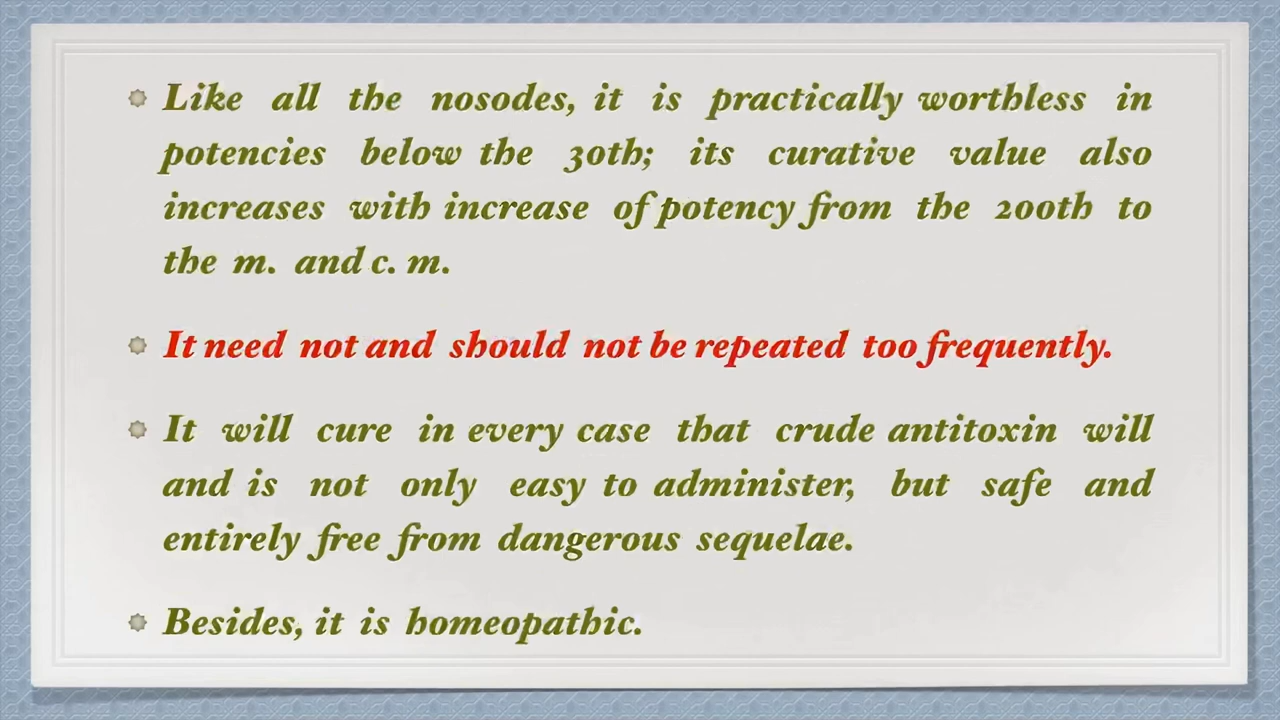 Like all the nosodes, it is practically worthless in
potencies below the 30th; its curative value also
increases with increase of potency from the 200th to
the m. and c. m.
It need not and should not be repeated too frequently.
It will cure in every case that crude antitoxin will
and is not only easy to administer, but safe and
entirely free from dangerous sequelae.
Besides, it is homeopathic.